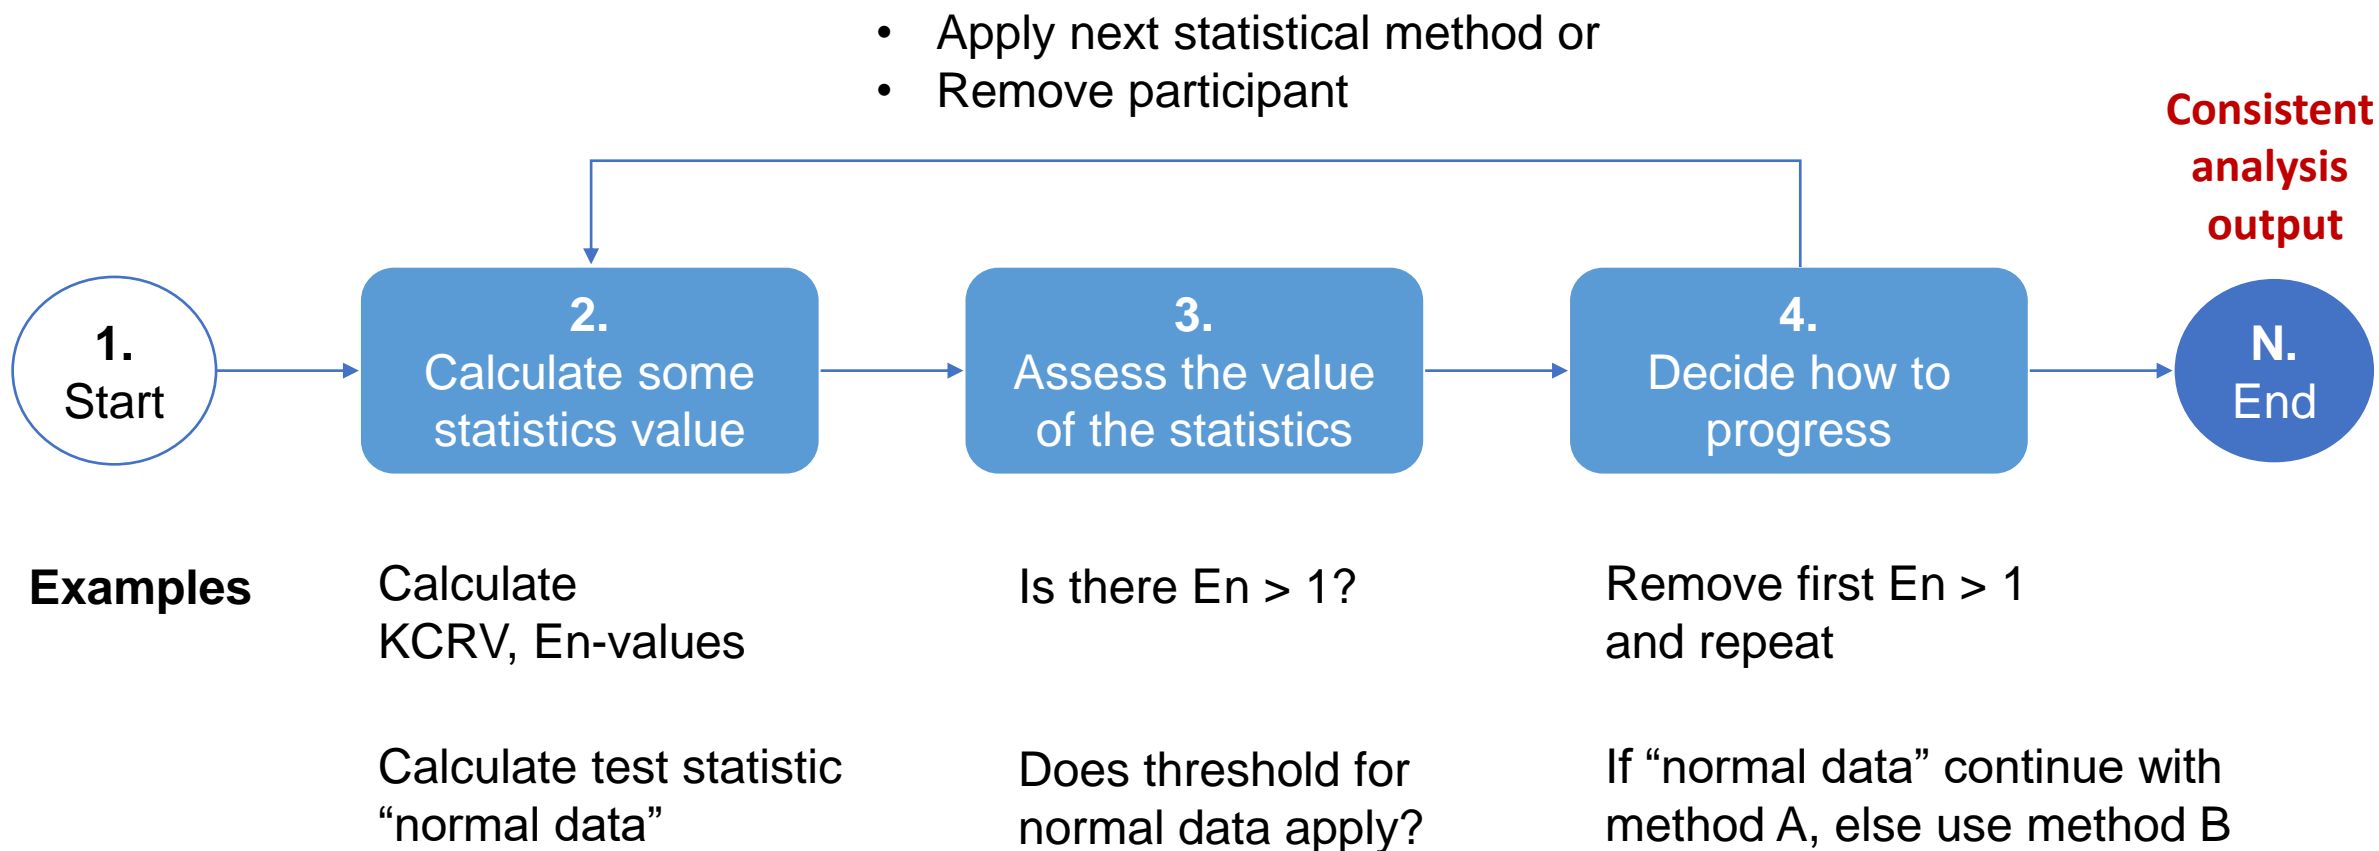 • Apply next statistical method or
• Remove participant
Consistent
analysis
output
1.
Start
2.
Calculate some
statistics value
3.
Assess the value
of the statistics
4.
Decide how to
progress
N.
End
Examples
Calculate
KCRV, En-values
Is there En > 1?
Remove first En > 1
and repeat
Calculate test statistic
“normal data”
Does threshold for
normal data apply?
If “normal data” continue with
method A, else use method B